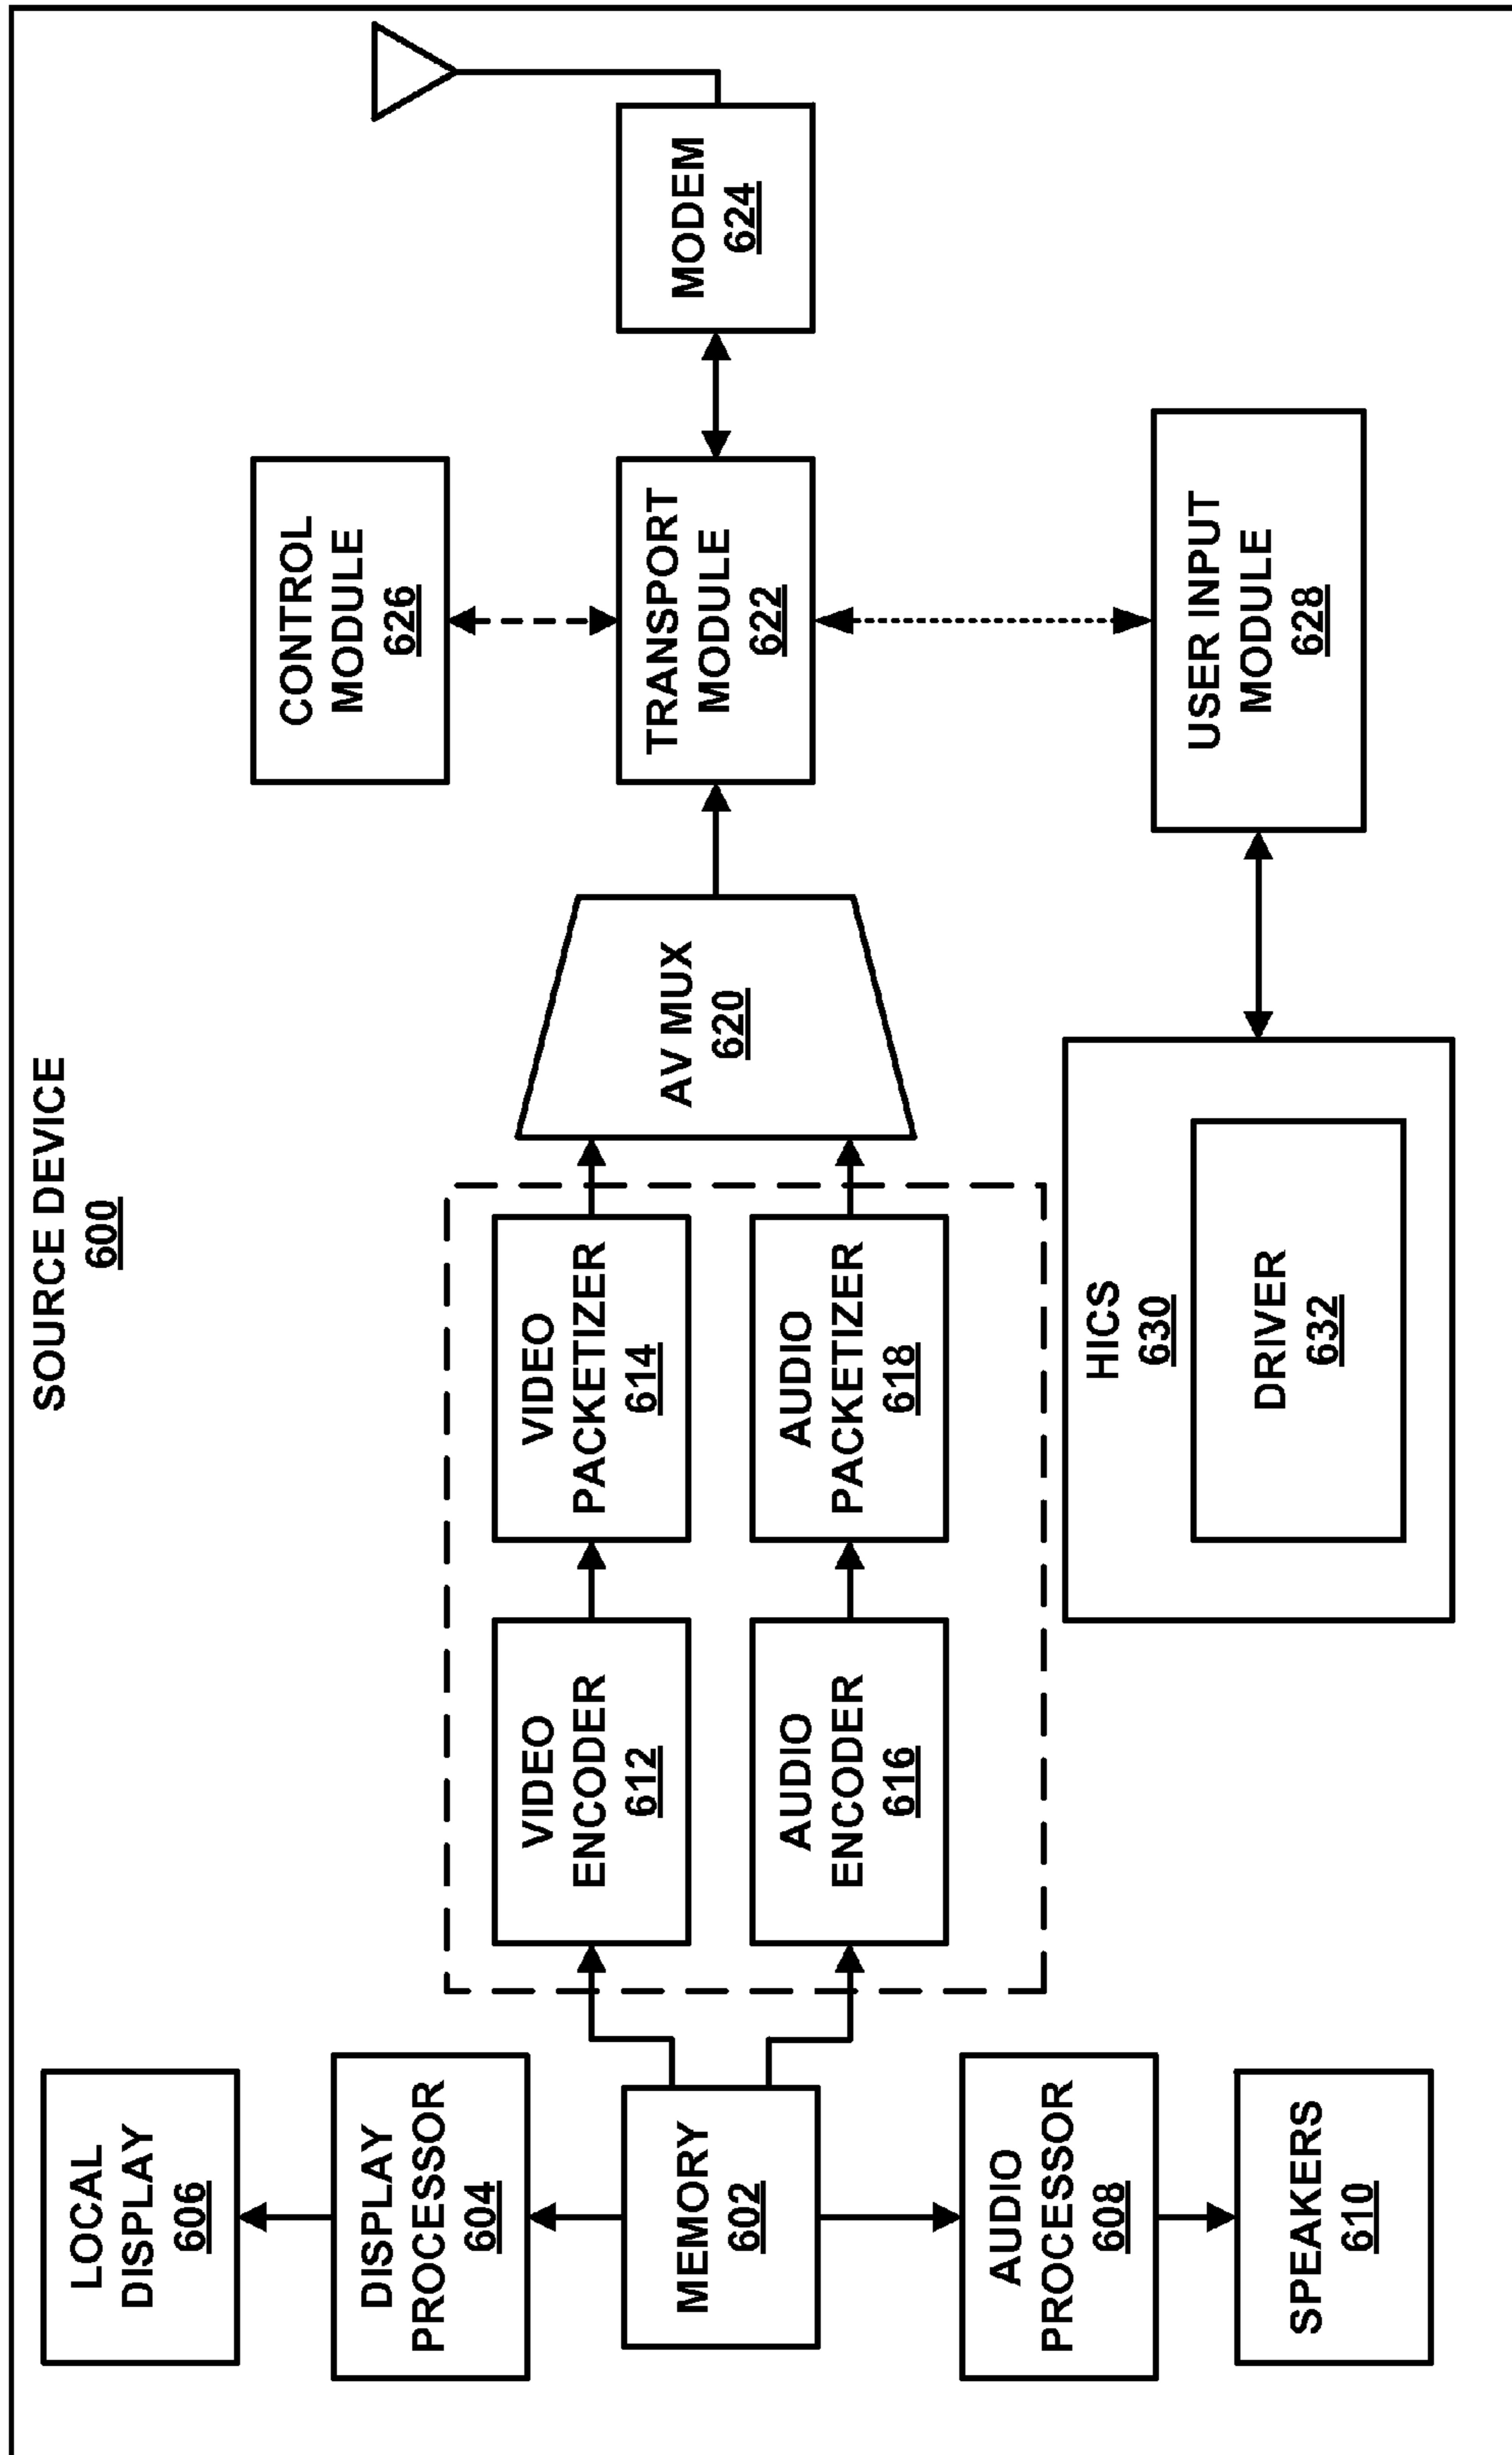 SOURCE DEVICE
600
LOCAL
DISPLAY
606
DISPLAY
PROCESSOR
604
MEMORY
602
AUDIO
PROCESSOR
608
SPEAKERS
610
VIDEO
ENCODER
612
VIDEO
PACKETIZER
614
AUDIO
ENCODER
616
AUDIO
PACKETIZER
618
AV MUX
620
CONTROL
MODULE
626
TRANSPORT
MODULE
622
MODEM
624
HICS
630
DRIVER
632
USER INPUT
MODULE
628